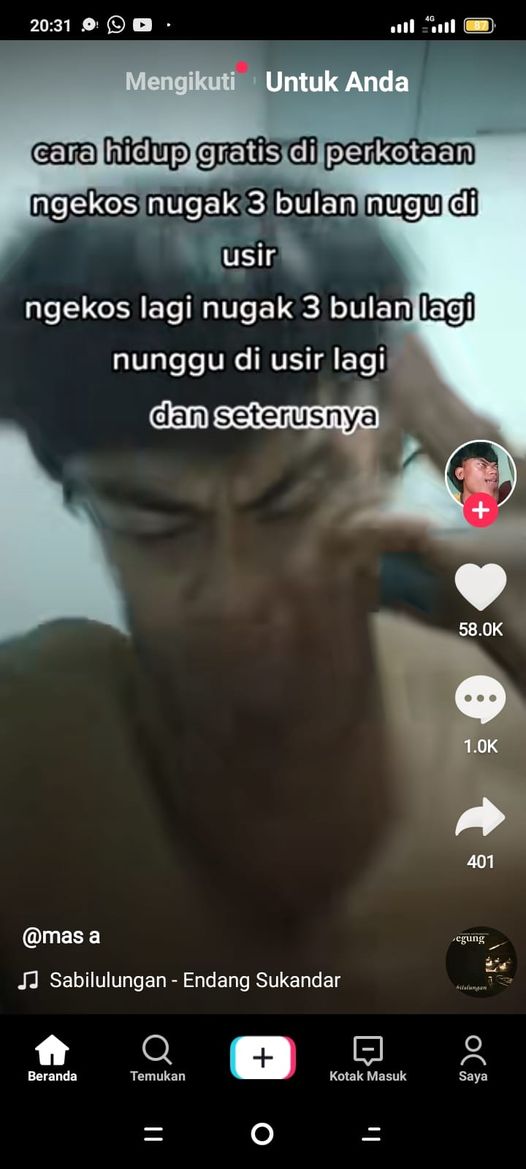 20:31
4G
87
Mengikuti
Untuk Anda
cara hidup gratis di perkotaan
ngekos nugak 3 bulan nugu di
usir
ngekos lagi nugak 3 bulan lagi
nunggu di usir lagi
dan seterusnya
58.0K
1.0K
401
@mas a
Sabilulungan - Endang Sukandar
egung
Beranda
Temukan
Kotak Masuk
Saya